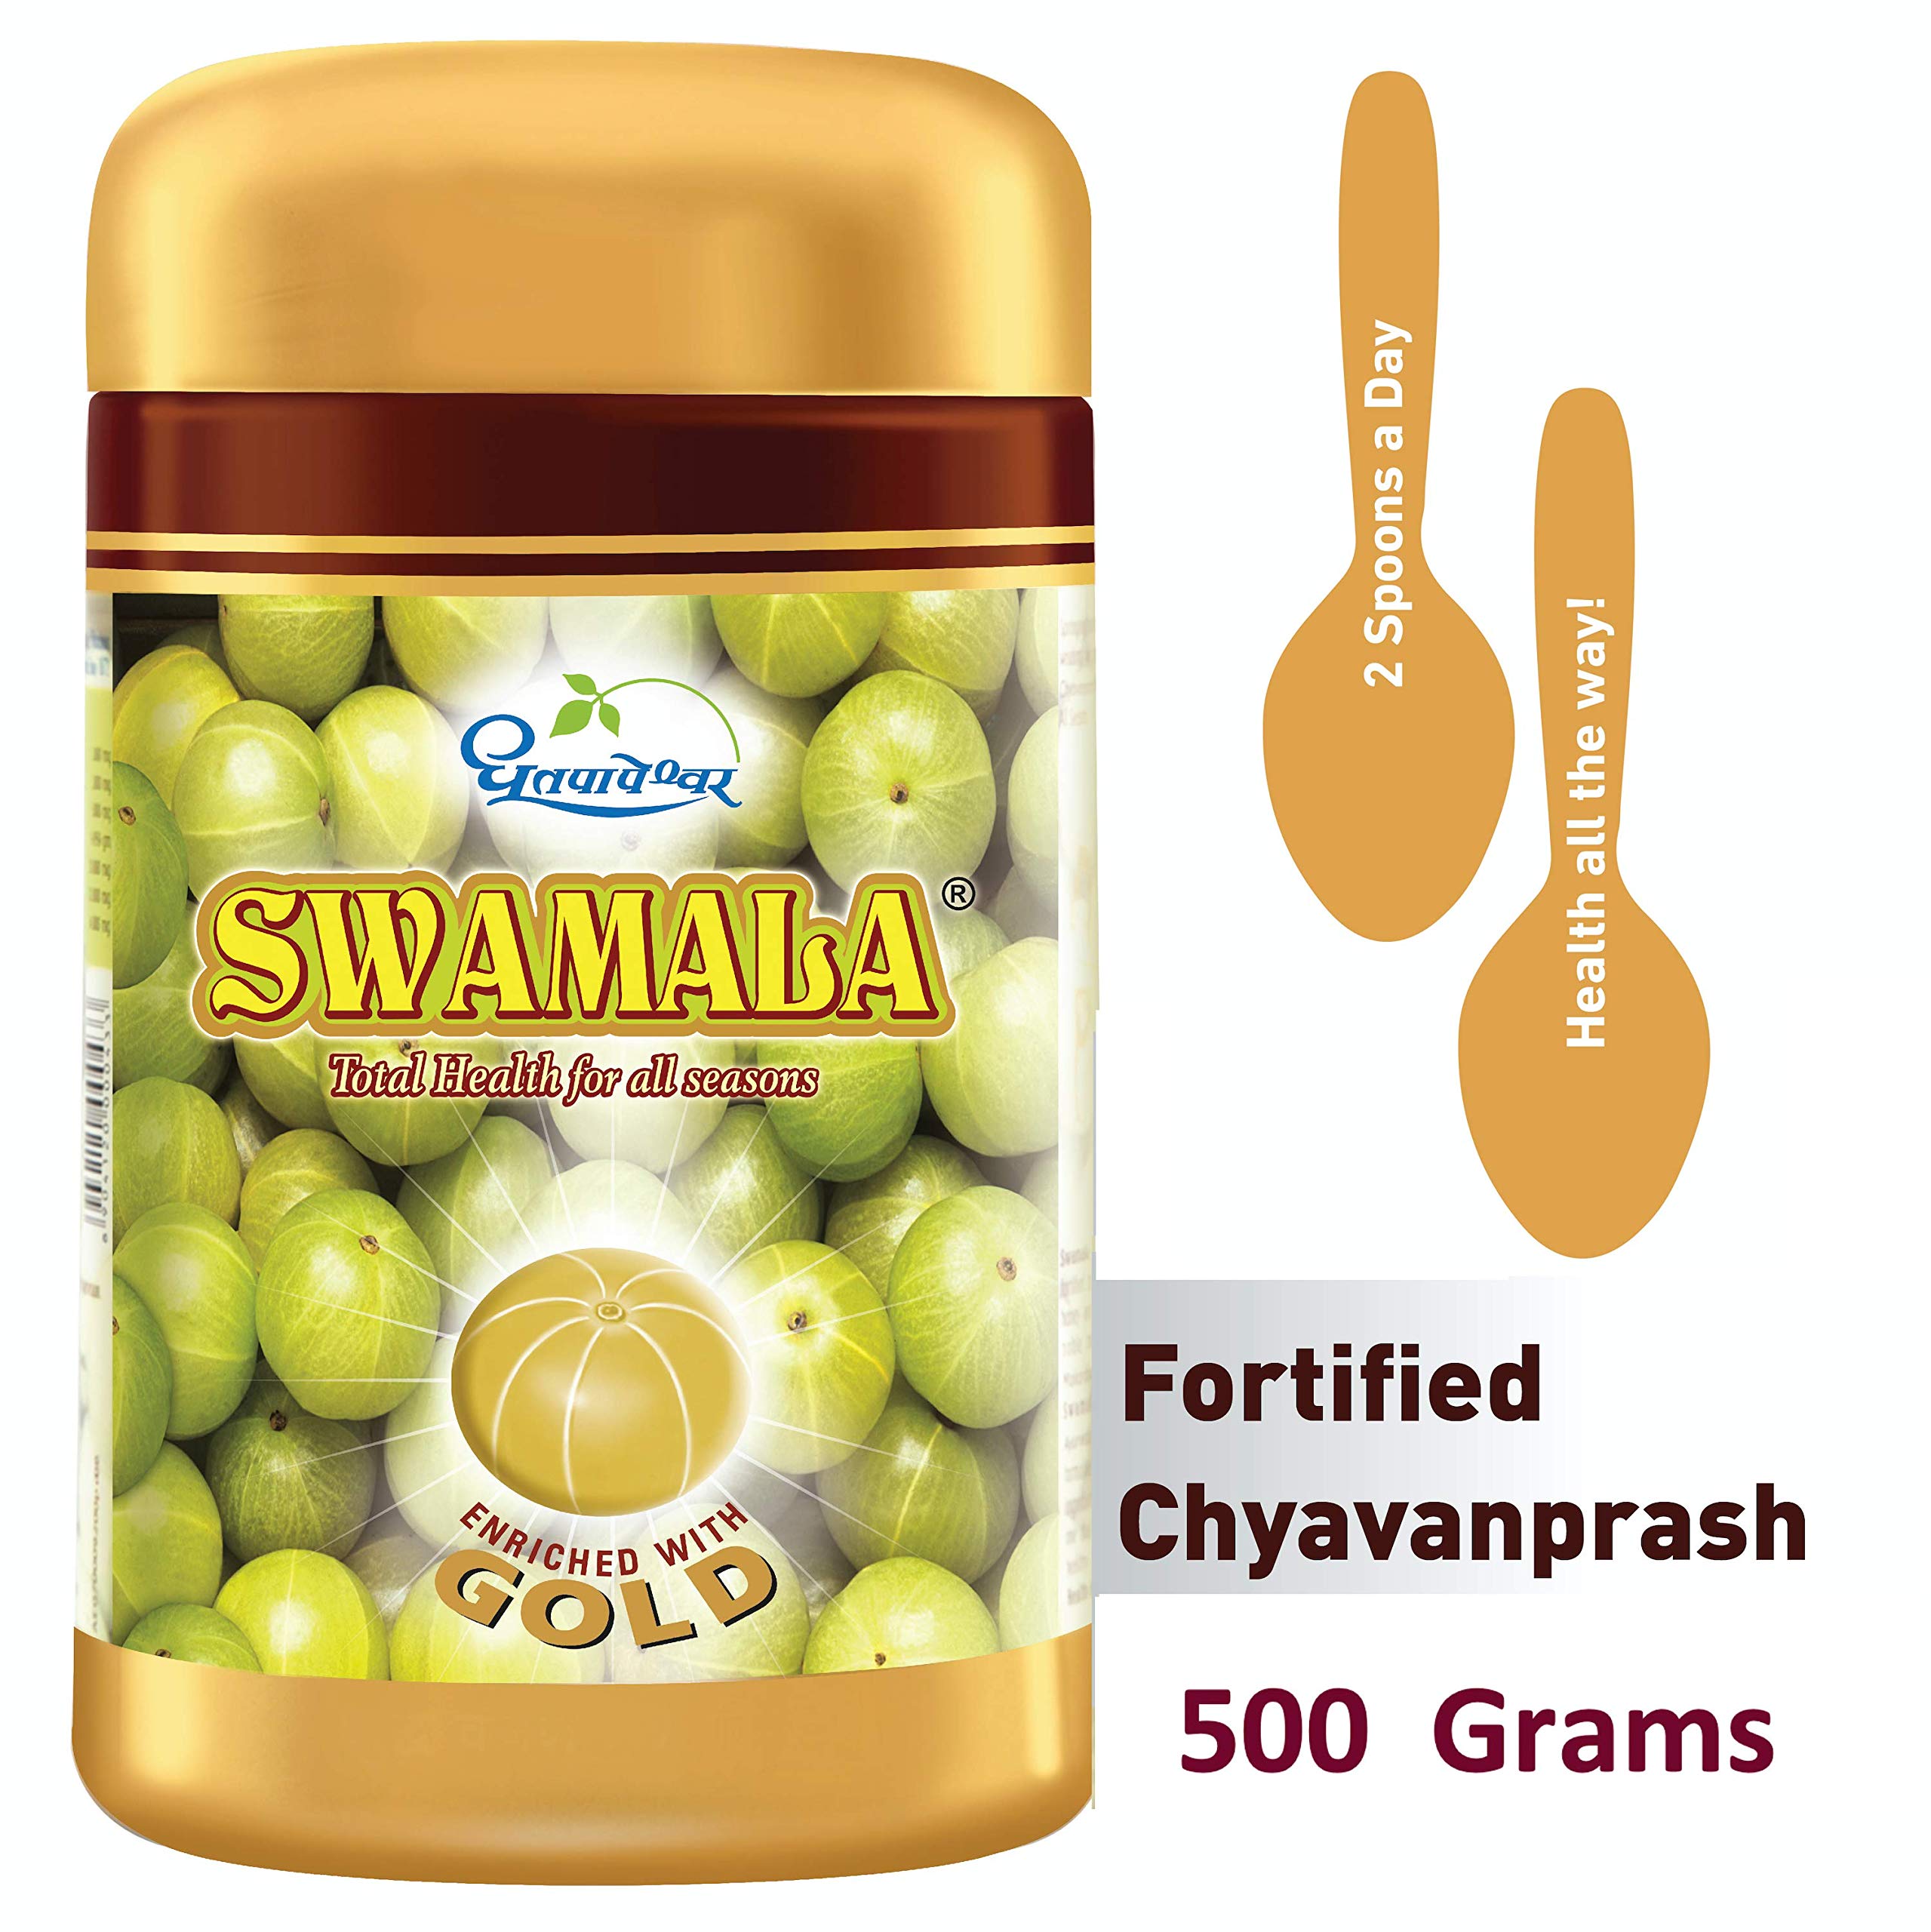 धूतपापेश्वर
SWAMALA®
Total Health for all seasons
ENRICHED WITH
GOLD
2 Spoons a Day
Health all the way!
Fortified
Chyavanprash
500 Grams